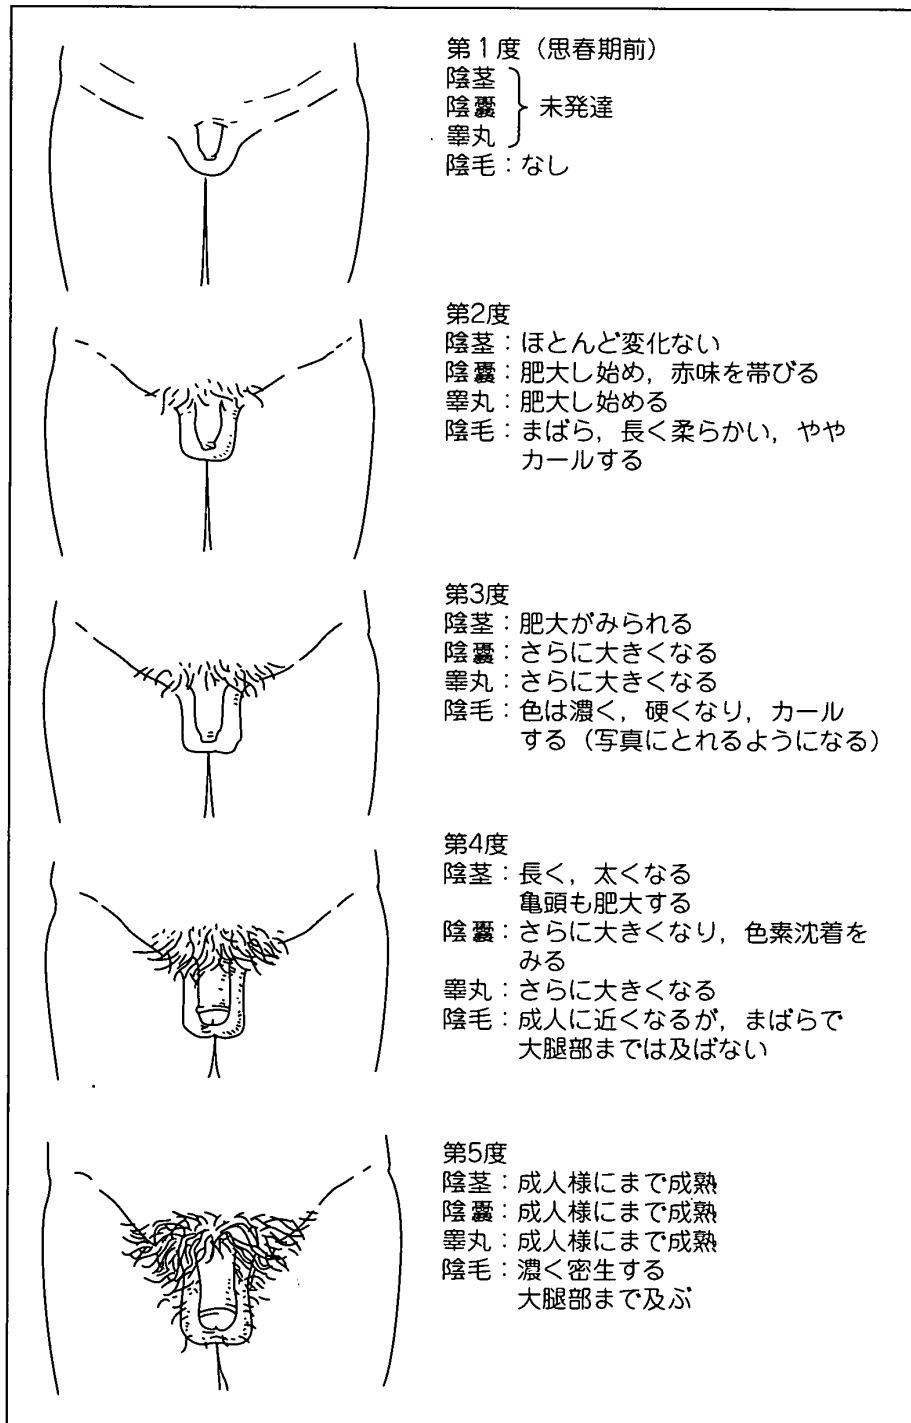 第1度（思春期前）
陰茎
陰嚢 未発達
睾丸
陰毛：なし
第2度
陰茎：ほとんど変化ない
陰嚢：肥大し始め，赤味を帯びる
睾丸：肥大し始める
陰毛：まばら，長く柔らかい，やや
カールする
第3度
陰茎：肥大がみられる
陰嚢：さらに大きくなる
睾丸：さらに大きくなる
陰毛：色は濃く，硬くなり，カール
する（写真にとれるようになる）
第4度
陰茎：長く，太くなる
亀頭も肥大する
陰嚢：さらに大きくなり，色素沈着を
みる
睾丸：さらに大きくなる
陰毛：成人に近くなるが，まばらで
大腿部までは及ばない
第5度
陰茎：成人様にまで成熟
陰嚢：成人様にまで成熟
睾丸：成人様にまで成熟
陰毛：濃く密生する
大腿部まで及ぶ